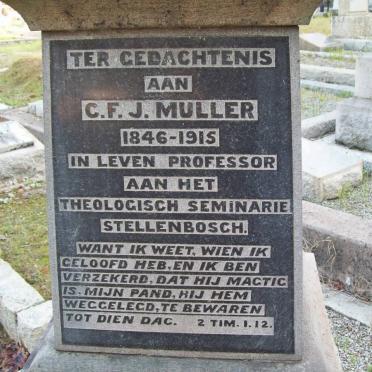 TER GEDACHTENIS
AAN
C.F.J. MULLER
1846-1915
IN LEVEN PROFESSOR
AAN HET
THEOLOGISCH SEMINARIE
STELLENBOSCH.
WANT IK WEET, WIEN IK
GELOOFD HEB, EN IK BEN
VERZEKERD, DAT HIJ MAGTIG
IS, MIJN PAND, HIJ HEM
WEGGELEGD, TE BEWAREN
TOT DIEN DAG. 2 TIM. 1.12.